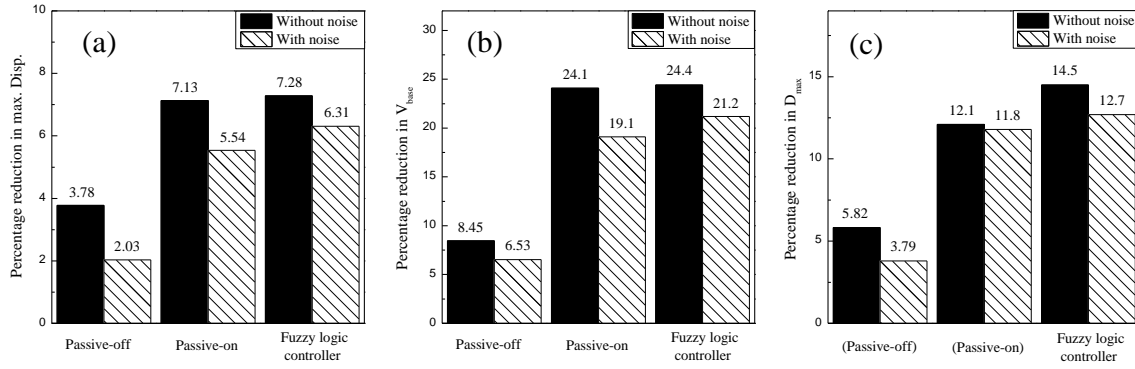 (a)
Without noise
With noise
Percentage reduction in max. Disp.
10
8
6
4
2
0
3.78
2.03
7.13
5.54
7.28
6.31
Passive-off
Passive-on
Fuzzy logic
controller
(b)
Without noise
With noise
Percentage reduction in V_base
30
25
20
15
10
5
0
8.45
6.53
24.1
19.1
24.4
21.2
Passive-off
Passive-on
Fuzzy logic
controller
(c)
Without noise
With noise
Percentage reduction in D_max
15
10
5
0
5.82
3.79
12.1
11.8
14.5
12.7
(Passive-off)
(Passive-on)
Fuzzy logic
controller